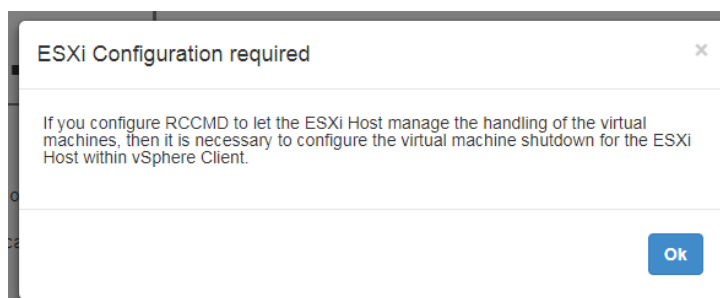 ESXi Configuration required
×
If you configure RCCMD to let the ESXi Host manage the handling of the virtual
machines, then it is necessary to configure the virtual machine shutdown for the ESXi
Host within vSphere Client.
Ok